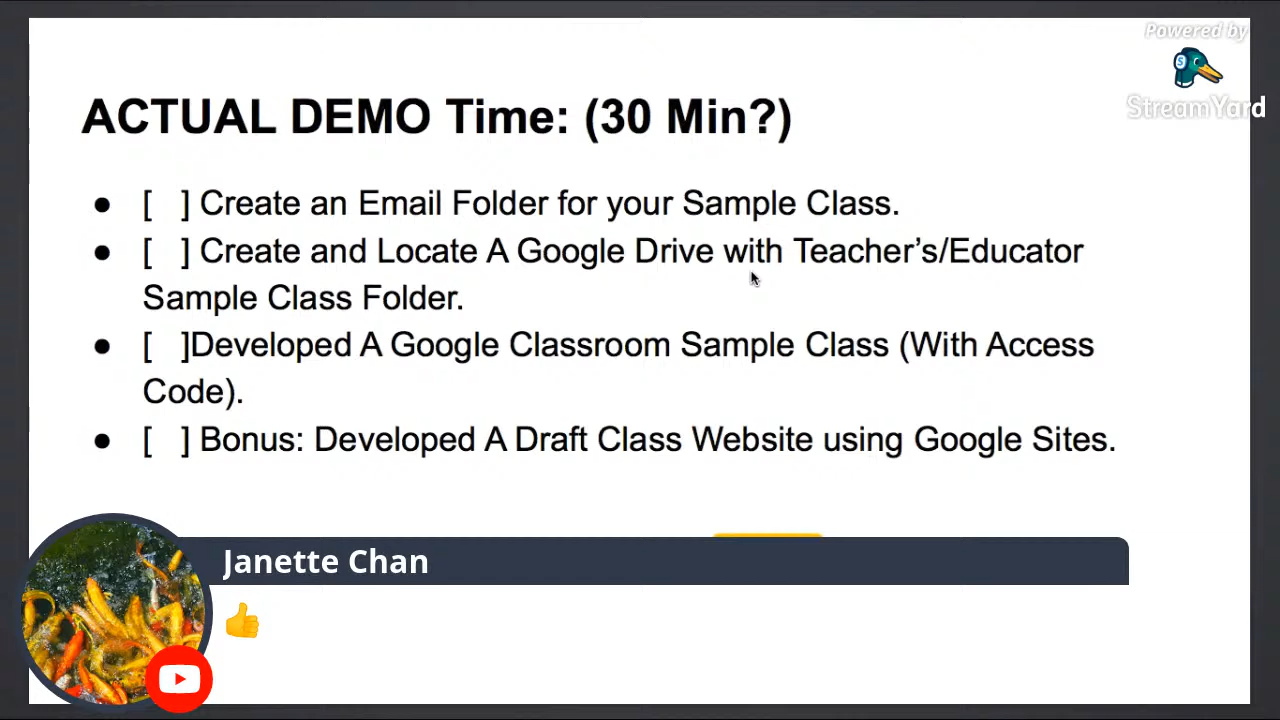 Powered by
StreamYard
ACTUAL DEMO Time: (30 Min?)
● [ ] Create an Email Folder for your Sample Class.
● [ ] Create and Locate A Google Drive with Teacher’s/Educator
Sample Class Folder.
● [ ]Developed A Google Classroom Sample Class (With Access
Code).
● [ ] Bonus: Developed A Draft Class Website using Google Sites.
Janette Chan
👍